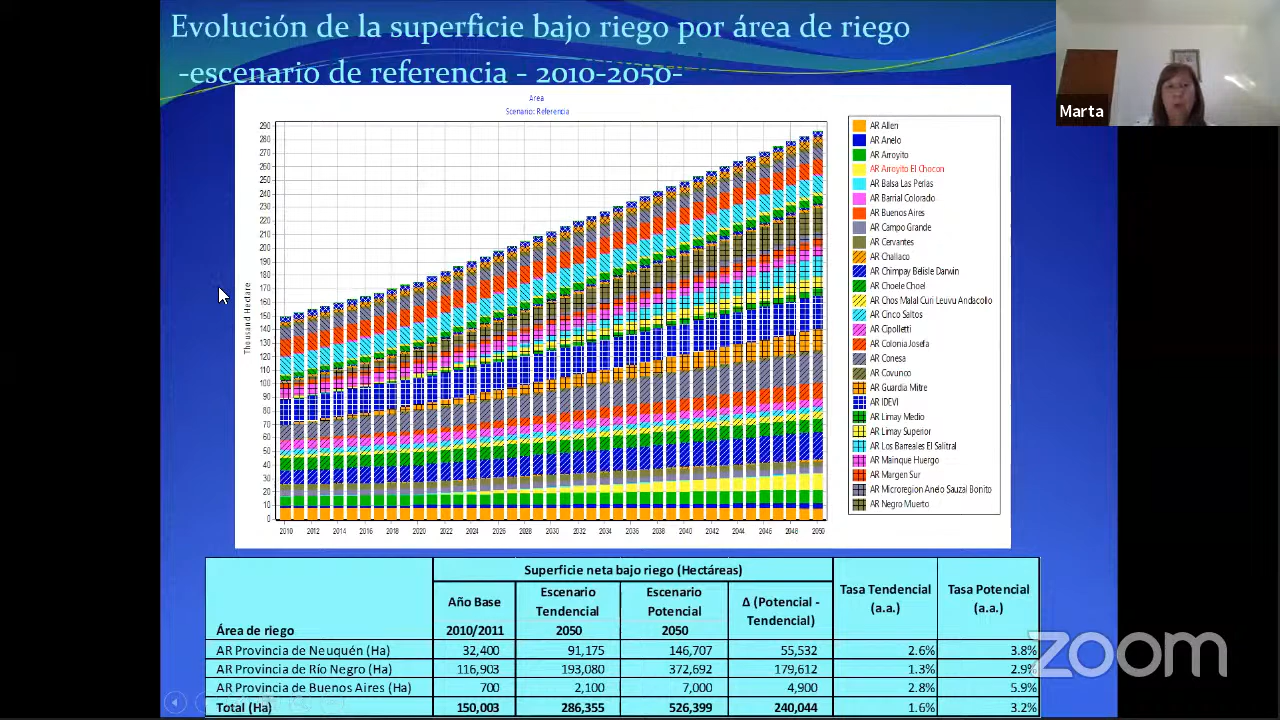 Evolución de la superficie bajo riego por área de riego
-escenario de referencia - 2010-2050-
Marta
Area
Scenario: Referencia
Thousand Hectare
290
280
270
260
250
240
230
220
210
200
190
180
170
160
150
140
130
120
110
100
90
80
70
60
50
40
30
20
10
0
2010 2012 2014 2016 2018 2020 2022 2024 2026 2028 2030 2032 2034 2036 2038 2040 2042 2044 2046 2048 2050
AR Allen
AR Anelo
AR Arroyito
AR Arroyito El Chocon
AR Balsa Las Perlas
AR Barrial Colorado
AR Buenos Aires
AR Campo Grande
AR Cervantes
AR Challaco
AR Chimpay Belisle Darwin
AR Choele Choel
AR Chos Malal Curi Leuvu Andacollo
AR Cinco Saltos
AR Cipolletti
AR Colonia Josefa
AR Conesa
AR Covunco
AR Guardia Mitre
AR IDEVI
AR Limay Medio
AR Limay Superior
AR Los Barreales El Salitral
AR Mainque Huergo
AR Margen Sur
AR Microregion Anelo Sauzal Bonito
AR Negro Muerto
Superficie neta bajo riego (Hectáreas)
Área de riego Año Base 2010/2011 Escenario Tendencial 2050 Escenario Potencial 2050 Δ (Potencial - Tendencial) Tasa Tendencial (a.a.) Tasa Potencial (a.a.)
AR Provincia de Neuquén (Ha) 32,400 91,175 146,707 55,532 2.6% 3.8%
AR Provincia de Río Negro (Ha) 116,903 193,080 372,692 179,612 1.3% 2.9%
AR Provincia de Buenos Aires (Ha) 700 2,100 7,000 4,900 2.8% 5.9%
Total (Ha) 150,003 286,355 526,399 240,044 1.6% 3.2%
zoom